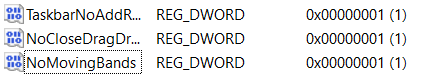 TaskbarNoAddR... REG_DWORD 0x00000001 (1)
NoCloseDragDr... REG_DWORD 0x00000001 (1)
NoMovingBands REG_DWORD 0x00000001 (1)